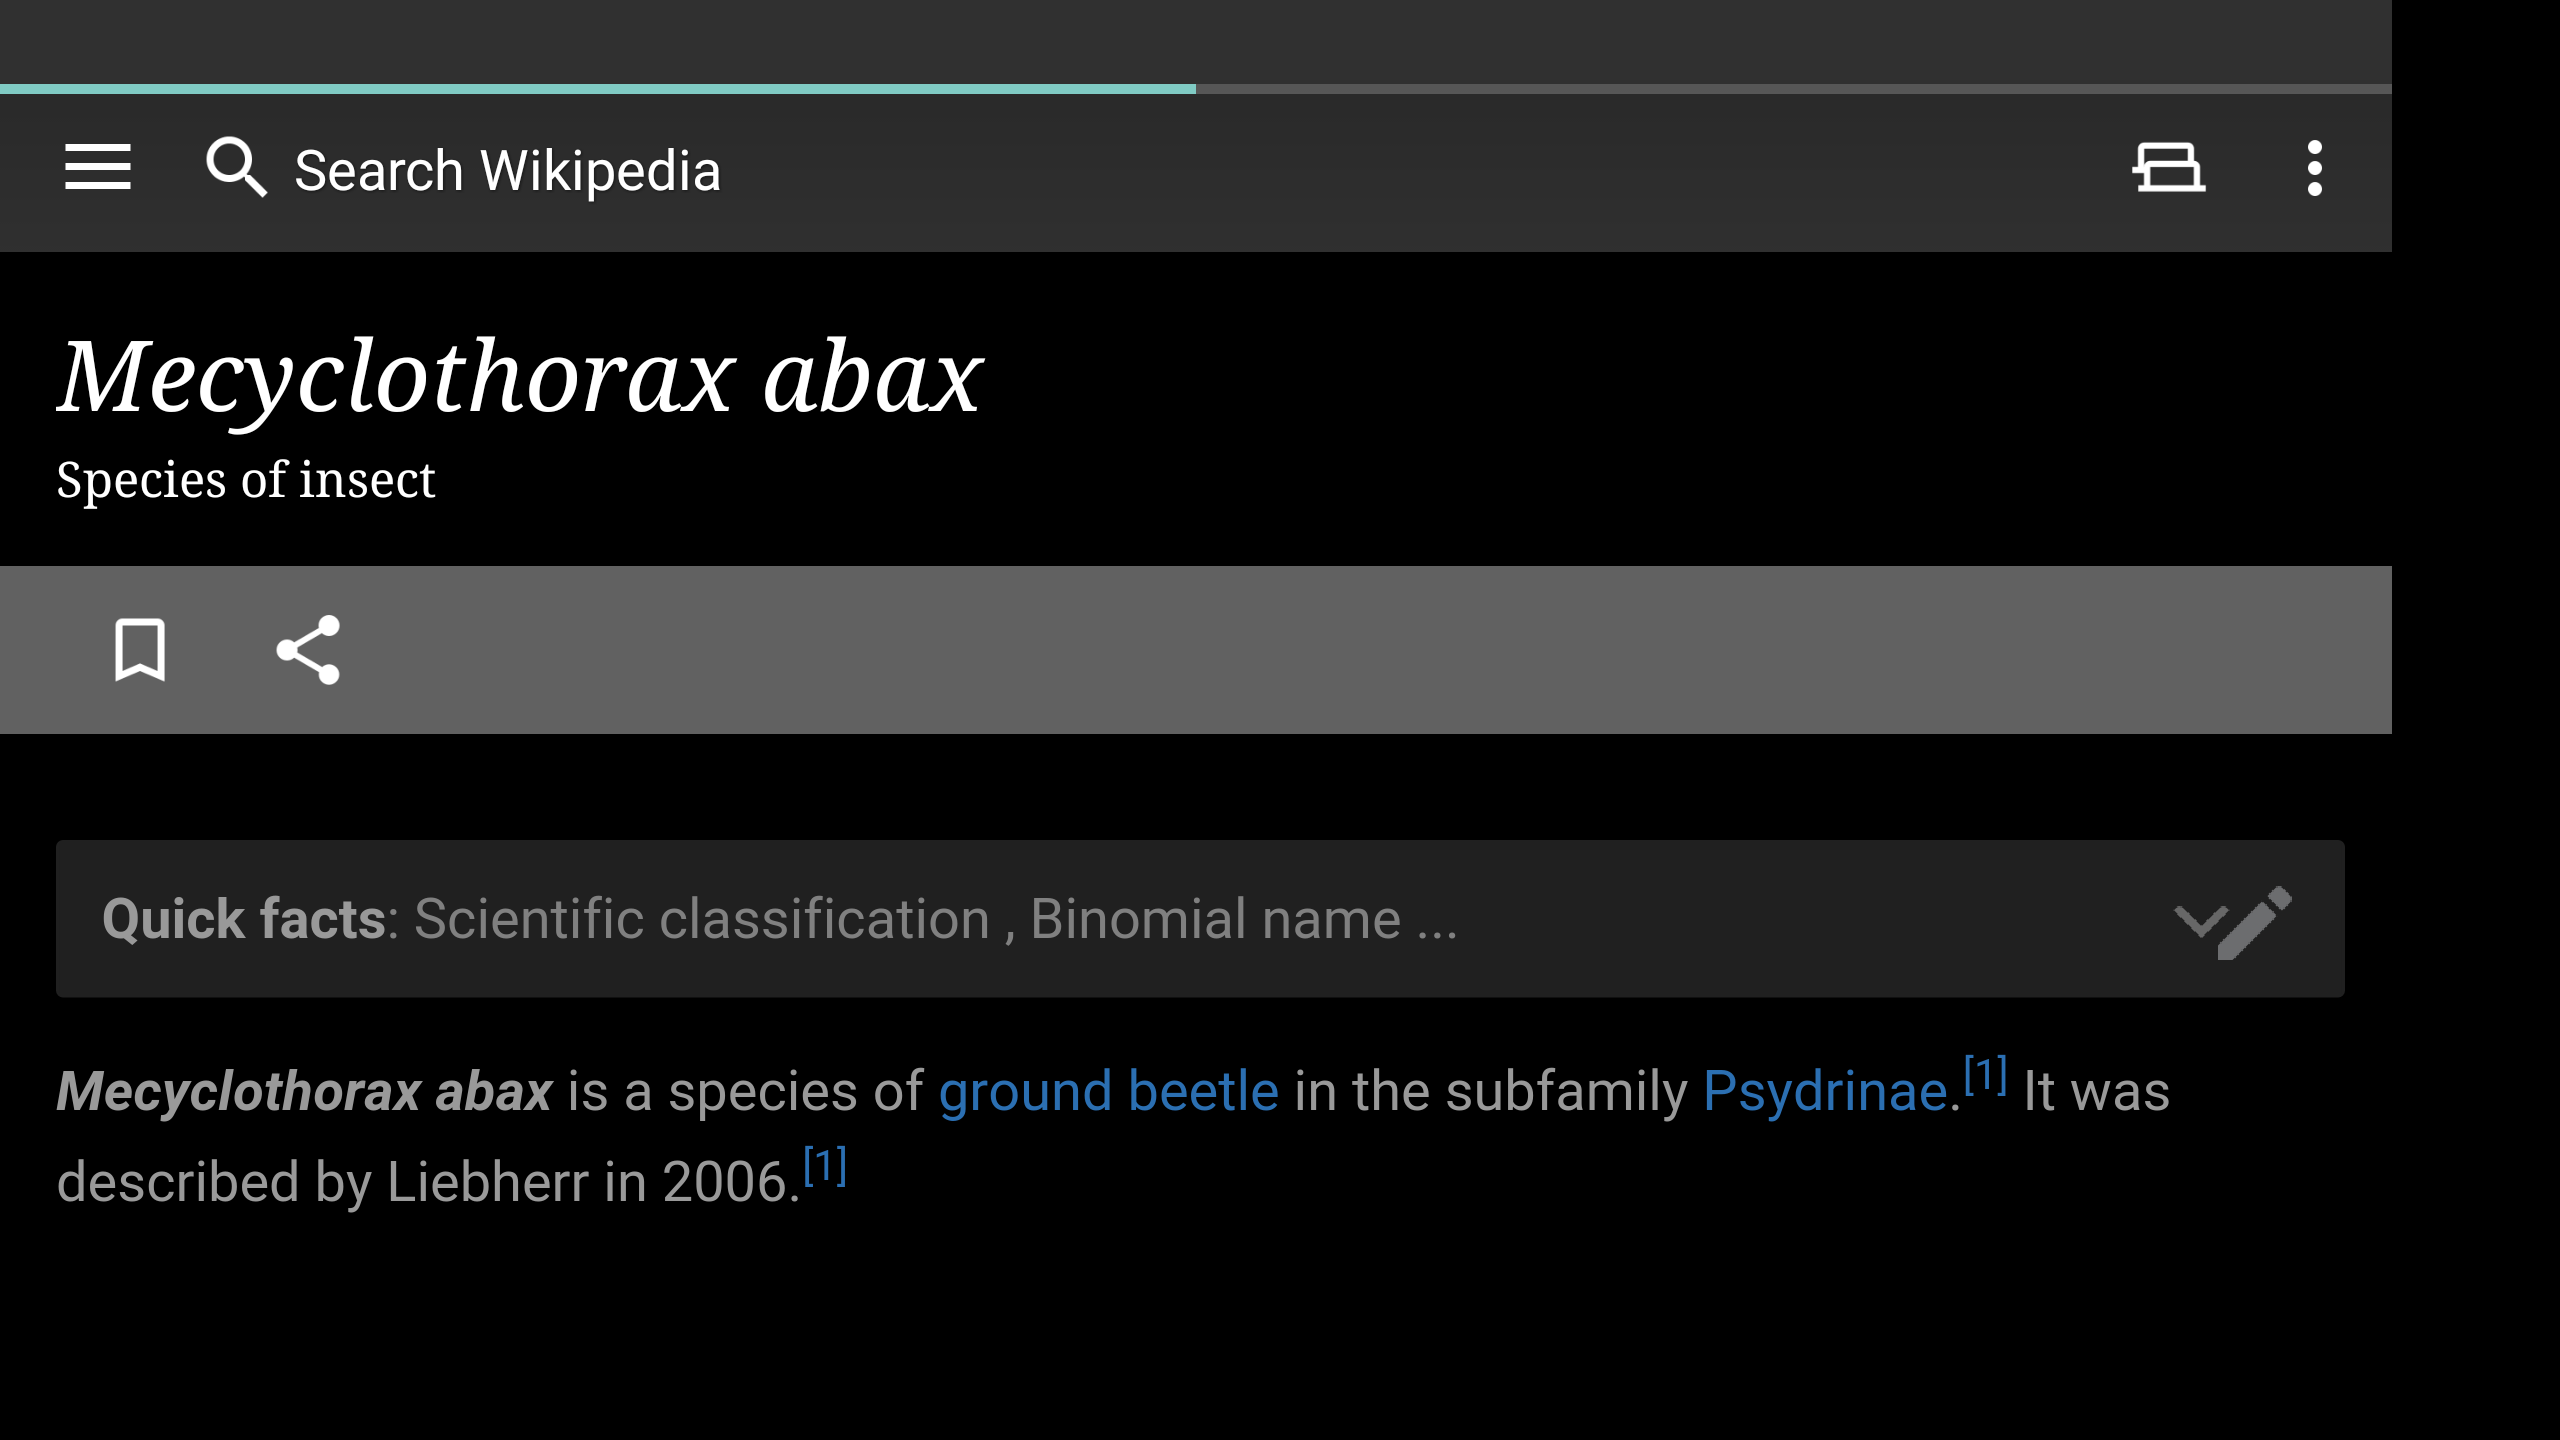 Search Wikipedia
Mecyclothorax abax
Species of insect
Quick facts: Scientific classification , Binomial name ...
Mecyclothorax abax is a species of ground beetle in the subfamily Psydrinae.[1] It was
described by Liebherr in 2006.[1]